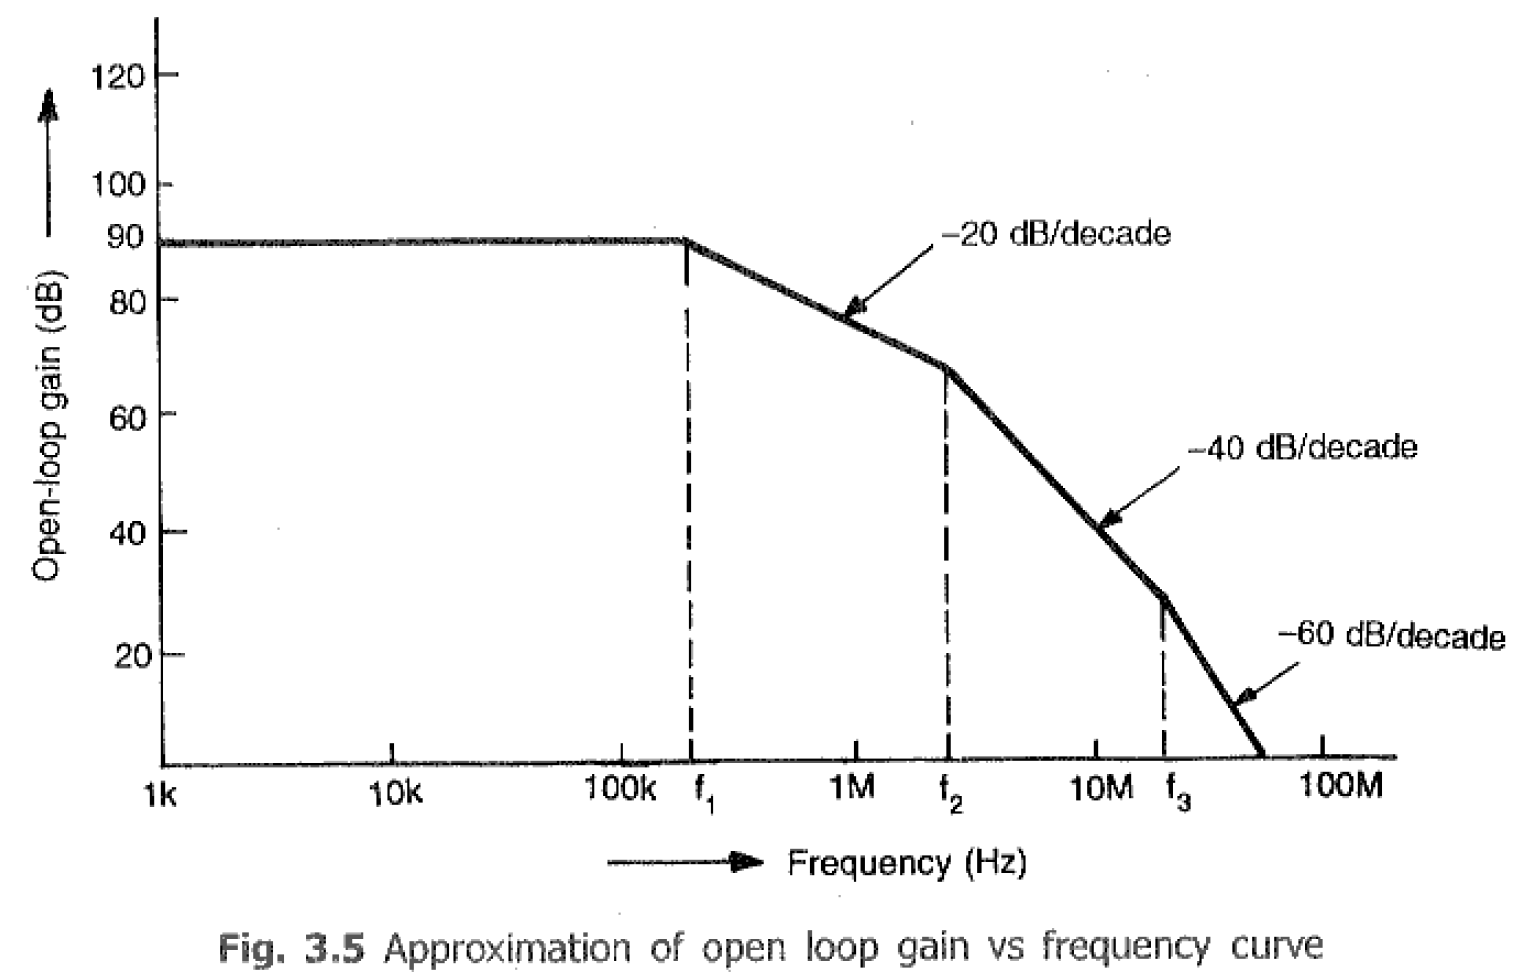 120
100
90
80
60
40
20
Open-loop gain (dB)
–20 dB/decade
–40 dB/decade
–60 dB/decade
1k 10k 100k f1 1M f2 10M f3 100M
Frequency (Hz)
Fig. 3.5 Approximation of open loop gain vs frequency curve